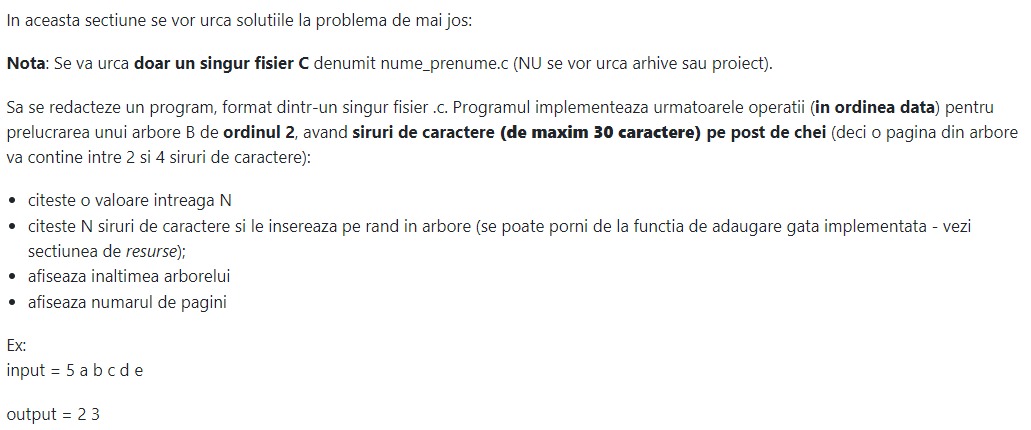 In aceasta sectiune se vor urca solutiile la problema de mai jos:
Nota: Se va urca doar un singur fisier C denumit nume_prenume.c (NU se vor urca arhive sau proiect).
Sa se redacteze un program, format dintr-un singur fisier .c. Programul implementeaza urmatoarele operatii (in ordinea data) pentru
prelucrarea unui arbore B de ordinul 2, avand siruri de caractere (de maxim 30 caractere) pe post de chei (deci o pagina din arbore
va contine intre 2 si 4 siruri de caractere):
• citeste o valoare intreaga N
• citeste N siruri de caractere si le insereaza pe rand in arbore (se poate porni de la functia de adaugare gata implementata - vezi
sectiunea de resurse);
• afiseaza inaltimea arborelui
• afiseaza numarul de pagini
Ex:
input = 5 a b c d e
output = 2 3